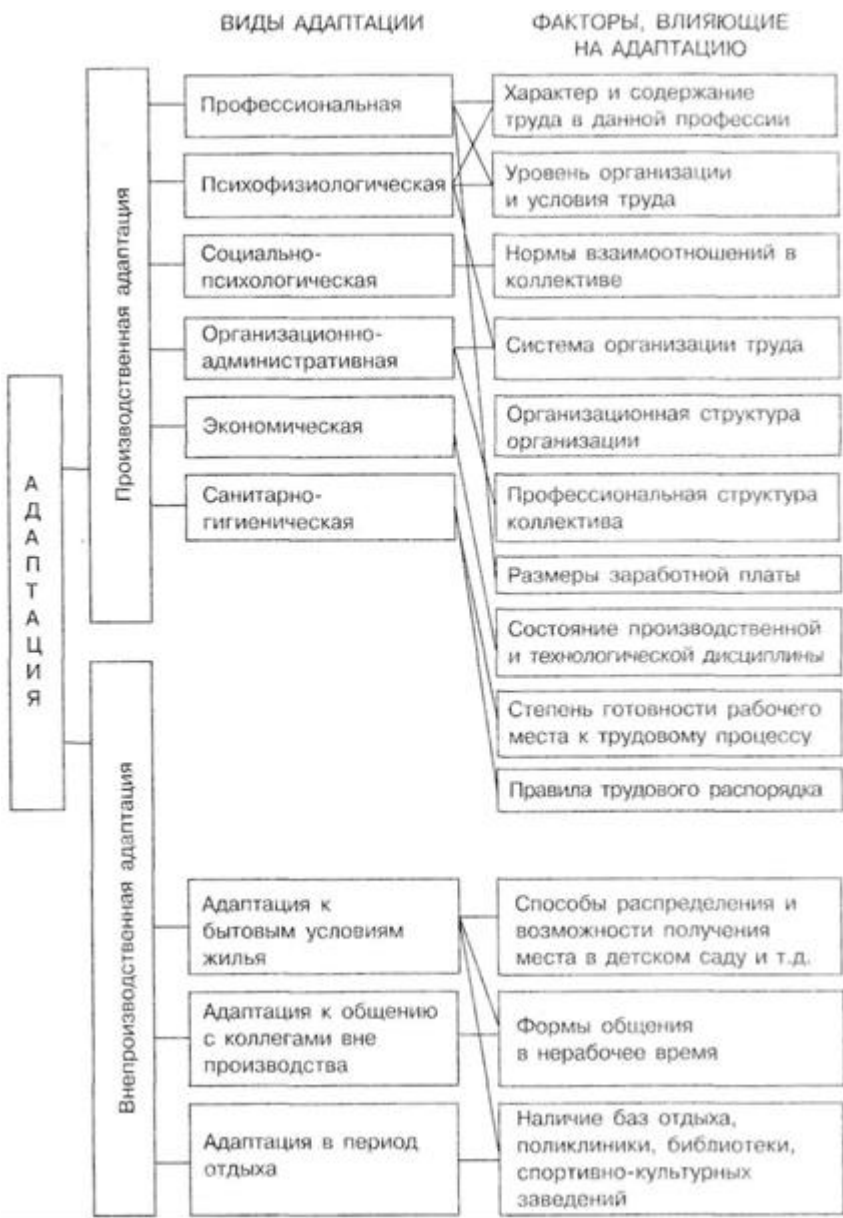 ВИДЫ АДАПТАЦИИ
ФАКТОРЫ, ВЛИЯЮЩИЕ
НА АДАПТАЦИЮ
АДАПТАЦИЯ
Производственная адаптация
Профессиональная
Характер и содержание
труда в данной профессии
Психофизиологическая
Уровень организации
и условия труда
Социально-
психологическая
Нормы взаимоотношений в
коллективе
Организационно-
административная
Система организации труда
Экономическая
Организационная структура
организации
Санитарно-
гигиеническая
Профессиональная структура
коллектива
Размеры заработной платы
Состояние производственной
и технологической дисциплины
Степень готовности рабочего
места к трудовому процессу
Правила трудового распорядка
Внепроизводственная адаптация
Адаптация к
бытовым условиям
жилья
Способы распределения и
возможности получения
места в детском саду и т.д.
Адаптация к общению
с коллегами вне
производства
Формы общения
в нерабочее время
Адаптация в период
отдыха
Наличие баз отдыха,
поликлиники, библиотеки,
спортивно-культурных
заведений